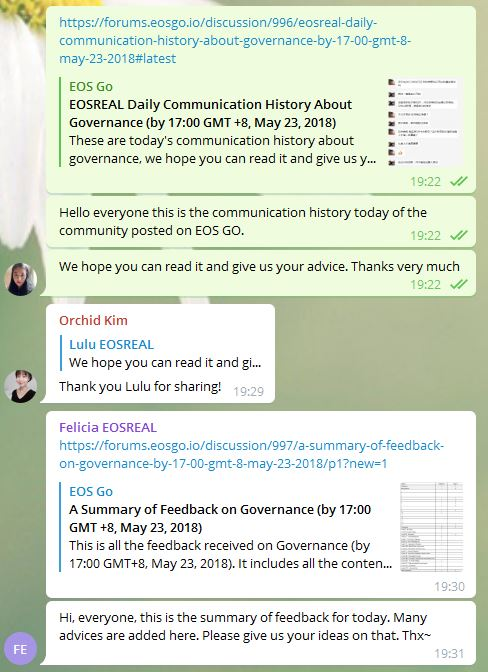 https://forums.eosgo.io/discussion/996/eosreal-daily-
communication-history-about-governance-by-17-00-gmt-8-
may-23-2018#latest
EOS Go
EOSREAL Daily Communication History About
Governance (by 17:00 GMT +8, May 23, 2018)
These are today's communication history about
governance, we hope you can read it and give us y...
19:22
Hello everyone this is the communication history today of the
community posted on EOS GO.
19:22
We hope you can read it and give us your advice. Thanks very much
19:22
Orchid Kim
Lulu EOSREAL
We hope you can read it and gi...
Thank you Lulu for sharing! 19:29
Felicia EOSREAL
https://forums.eosgo.io/discussion/997/a-summary-of-feedback-
on-governance-by-17-00-gmt-8-may-23-2018/p1?new=1
EOS Go
A Summary of Feedback on Governance (by 17:00
GMT +8, May 23, 2018)
This is all the feedback received on Governance (by
17:00 GMT+8, May 23, 2018). It includes all the conten...
19:30
Hi, everyone, this is the summary of feedback for today. Many
advices are added here. Please give us your ideas on that. Thx~
FE
19:31